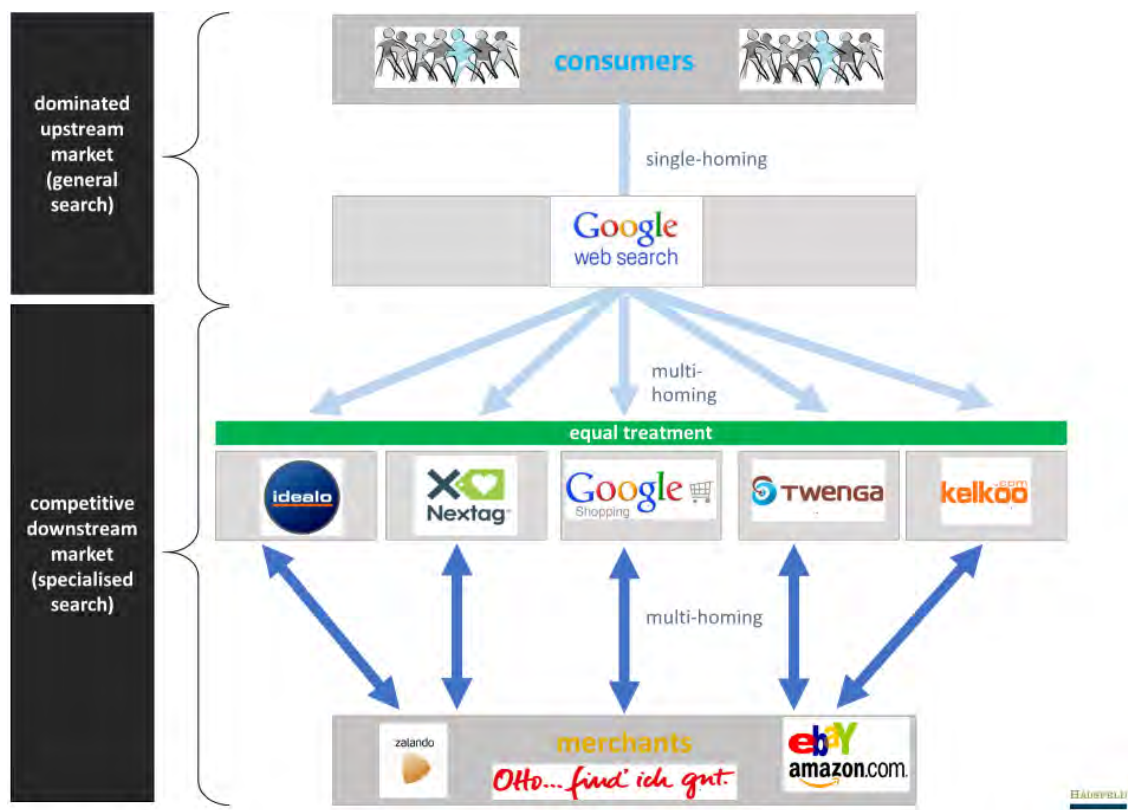 dominated
upstream
market
(general
search)
consumers
single-homing
Google
web search
multi-
homing
equal treatment
idealo
Nextag
Google
Shopping
TWENGA
kelkoo
.com
competitive
downstream
market
(specialised
search)
multi-homing
zalando
merchants
Otto... find' ich gut.
ebay
amazon.com.
HAUSFELD